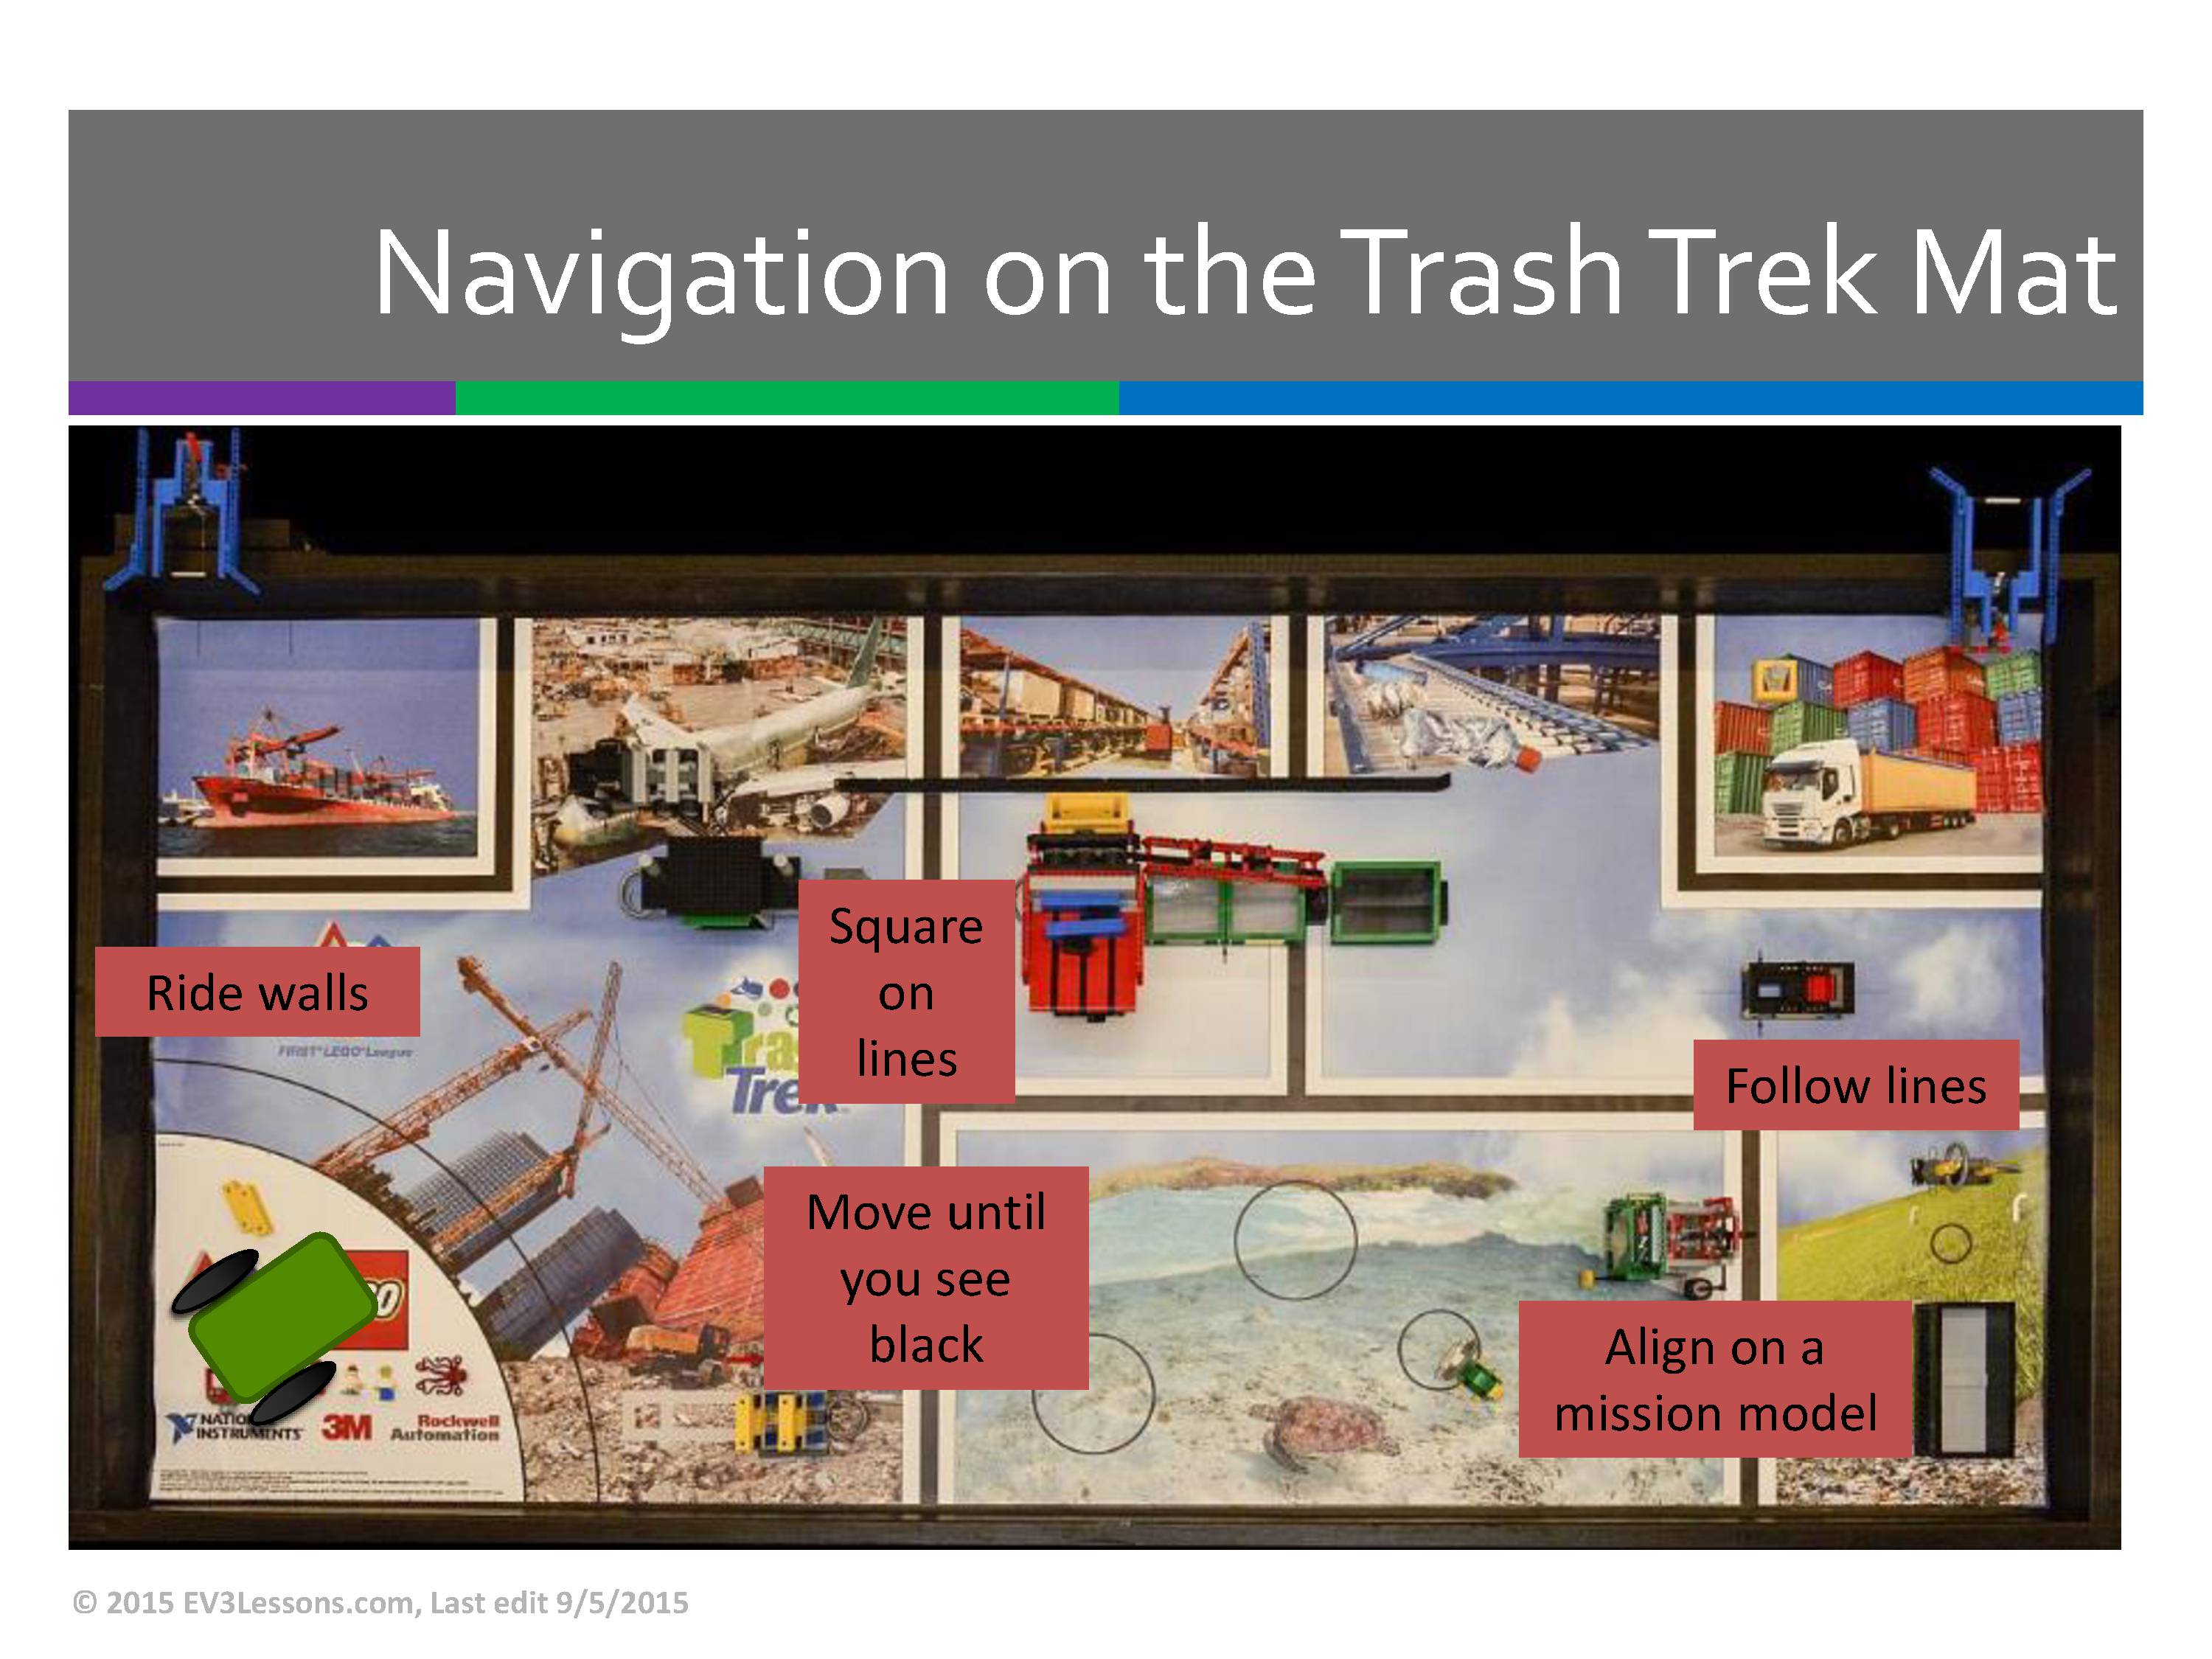 Navigation on the Trash Trek Mat
Ride walls
FIRST LEGO League
Square
on
lines
Tra
Trek
Follow lines
Move until
you see
black
Align on a
mission model
NATIO
INSTRUMENTS
3M
Rockwell
Automation
© 2015 EV3Lessons.com, Last edit 9/5/2015